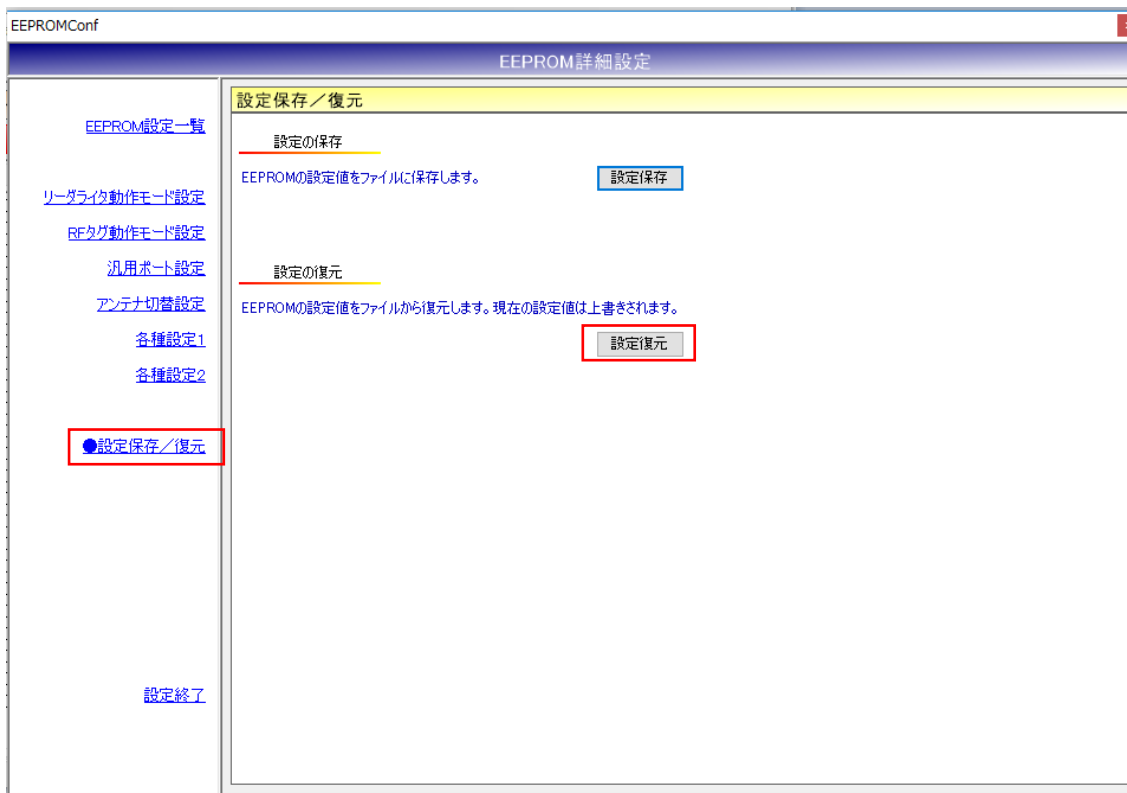 EEPROMConf
EEPROM詳細設定
EEPROM設定一覧
リーダライタ動作モード設定
RFタグ動作モード設定
汎用ポート設定
アンテナ切替設定
各種設定1
各種設定2
●設定保存／復元
設定終了
設定保存／復元
設定の保存
EEPROMの設定値をファイルに保存します。
設定保存
設定の復元
EEPROMの設定値をファイルから復元します。現在の設定値は上書きされます。
設定復元